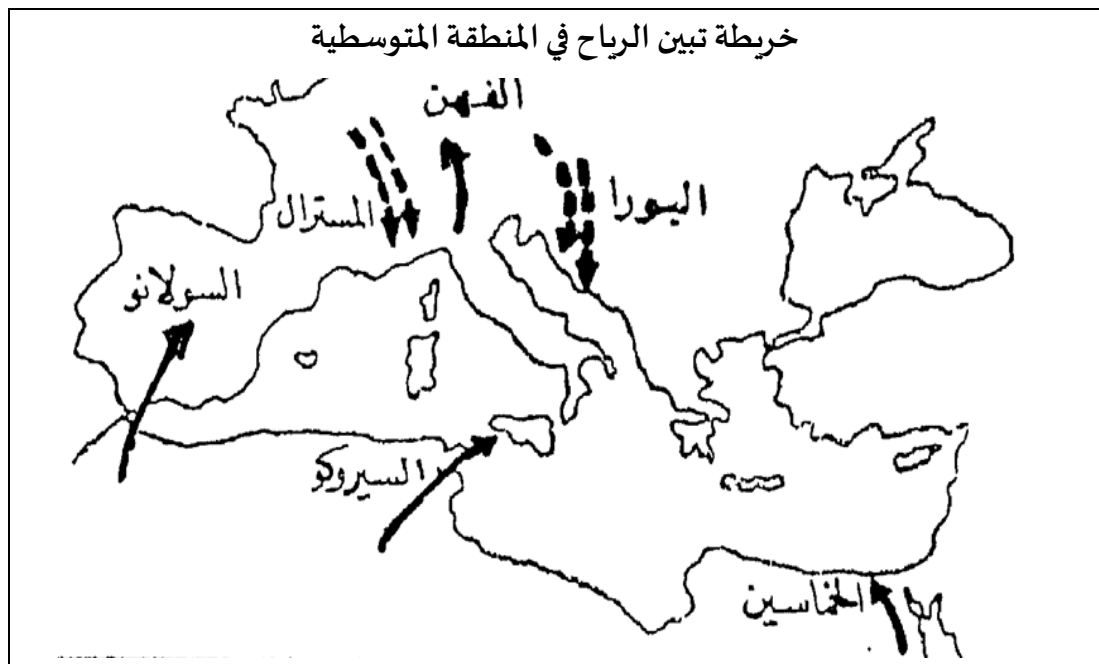 خريطة تبين الرياح في المنطقة المتوسطية
الفهن
المسترال
البورا
السولانو
السيروكو
الخماسين